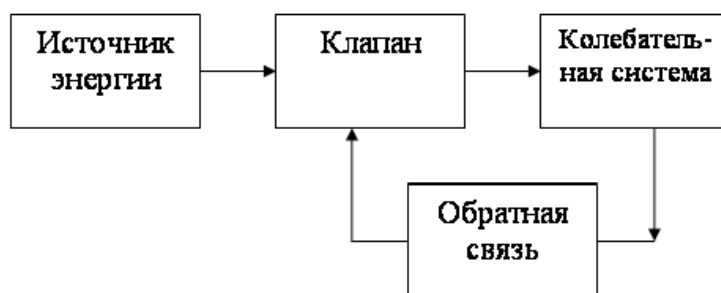 Источник
энергии
Клапан
Колебатель-
ная система
Обратная
связь